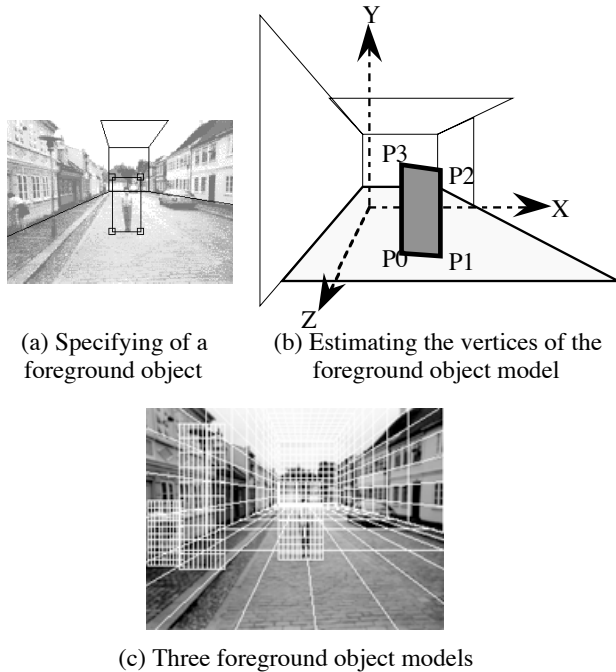 Y
P3
P2
X
P0
P1
Z
(a) Specifying of a
foreground object
(b) Estimating the vertices of the
foreground object model
(c) Three foreground object models